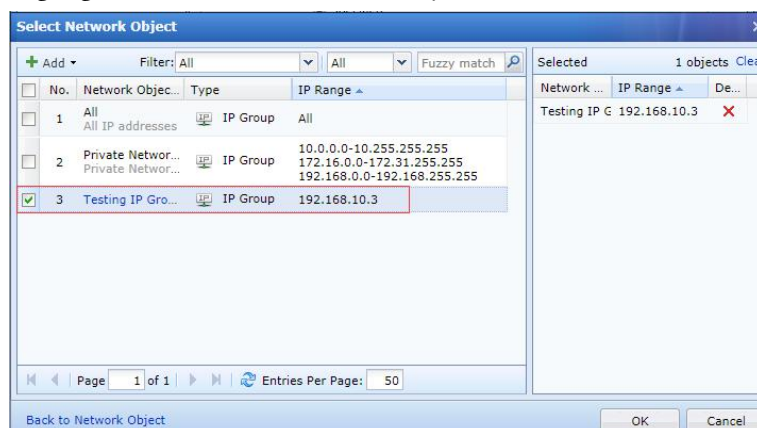 Select Network Object
Add Filter: All All Fuzzy match
Selected 1 objects
No. Network Objec... Type IP Range
Network ... IP Range De...
1 All
All IP addresses IP Group All
2 Private Networ...
Private Networ... IP Group 10.0.0.0-10.255.255.255
172.16.0.0-172.31.255.255
192.168.0.0-192.168.255.255
3 Testing IP Gro... IP Group 192.168.10.3
Testing IP G 192.168.10.3
Page 1 of 1 Entries Per Page: 50
Back to Network Object
OK Cancel